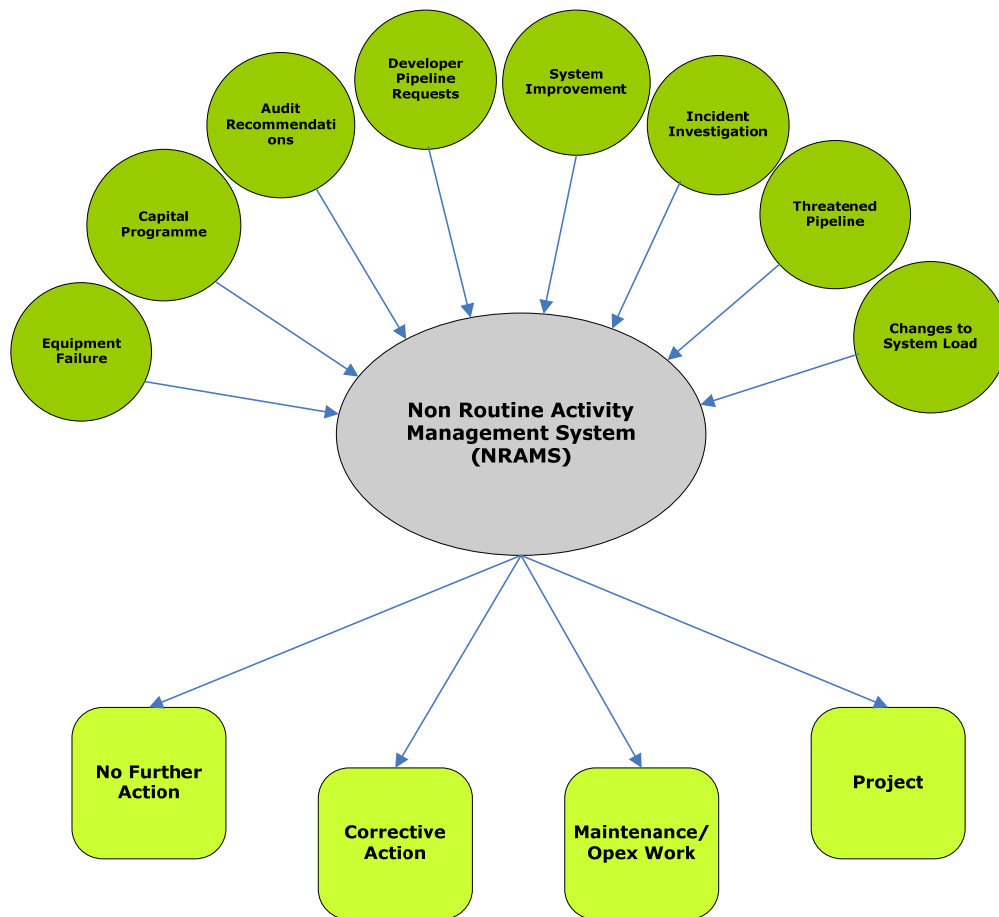 Developer
Pipeline
Requests
System
Improvement
Audit
Recommendati
ons
Incident
Investigation
Capital
Programme
Threatened
Pipeline
Equipment
Failure
Changes to
System Load
Non Routine Activity
Management System
(NRAMS)
No Further
Action
Corrective
Action
Maintenance/
Opex Work
Project